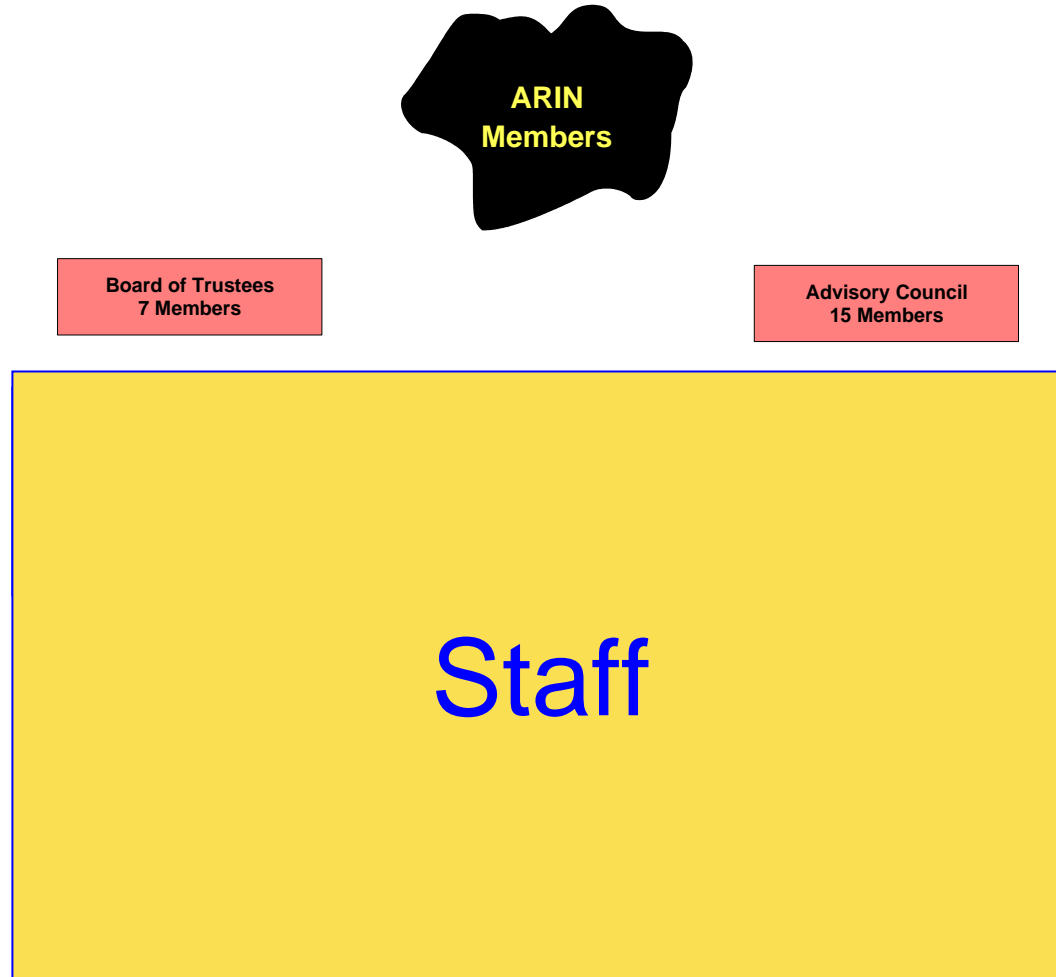 ARIN
Members
Board of Trustees
7 Members
Advisory Council
15 Members
Staff